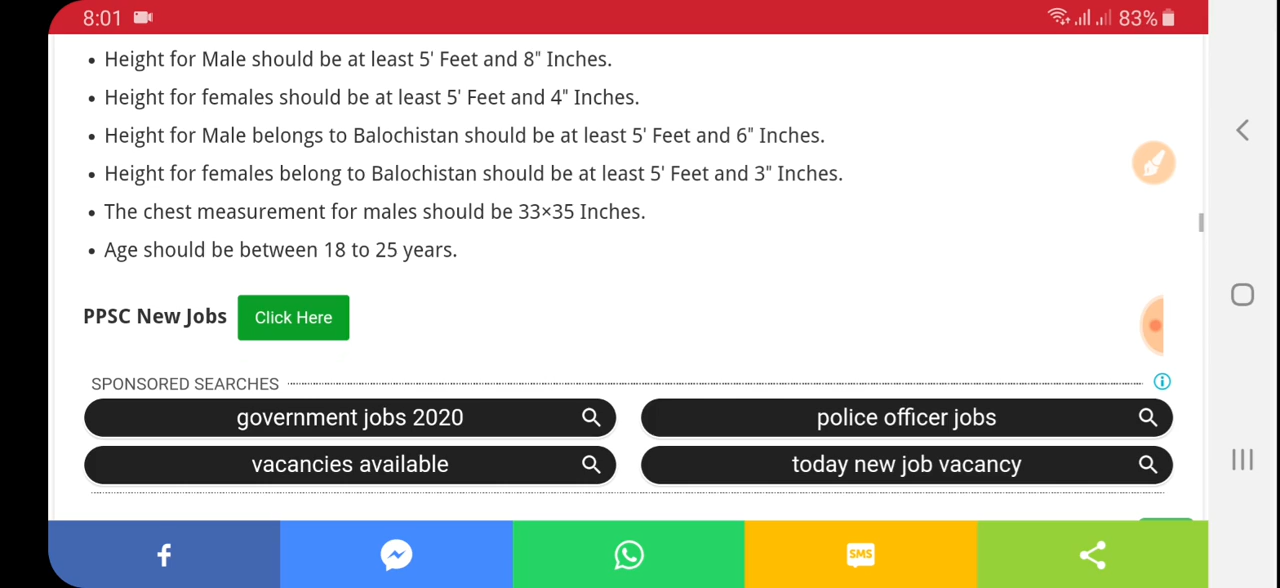 8:01 83%
• Height for Male should be at least 5' Feet and 8" Inches.
• Height for females should be at least 5' Feet and 4" Inches.
• Height for Male belongs to Balochistan should be at least 5' Feet and 6" Inches.
• Height for females belong to Balochistan should be at least 5' Feet and 3" Inches.
• The chest measurement for males should be 33×35 Inches.
• Age should be between 18 to 25 years.
PPSC New Jobs Click Here
SPONSORED SEARCHES
government jobs 2020
police officer jobs
vacancies available
today new job vacancy
SMS